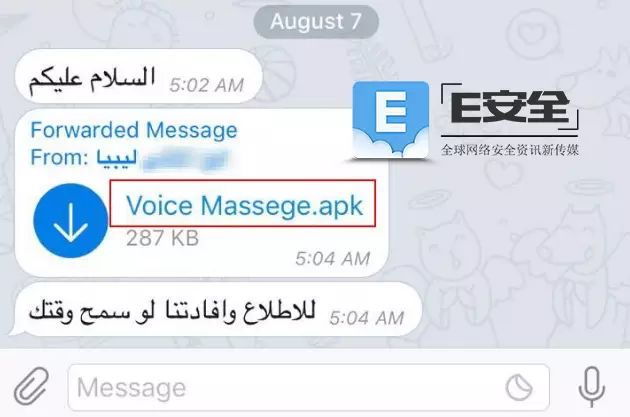 August 7
السلام عليكم
5:02 AM
E
E安全
全球网络安全资讯新传媒
Forwarded Message
From: ليبيا
Voice Massege.apk
287 KB
5:04 AM
للاطلاع وافادتنا لو سمح وقتك
5:04 AM
Message